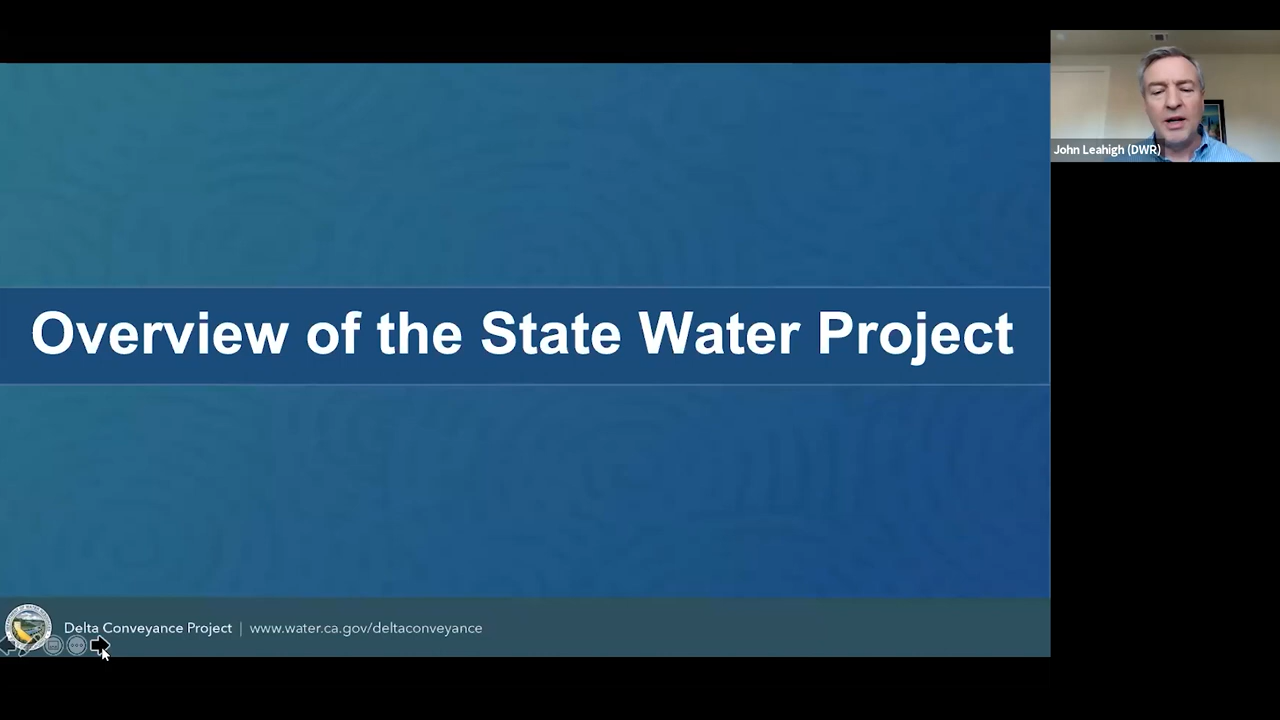 Overview of the State Water Project
John Leahigh (DWR)
Delta Conveyance Project | www.water.ca.gov/deltaconveyance